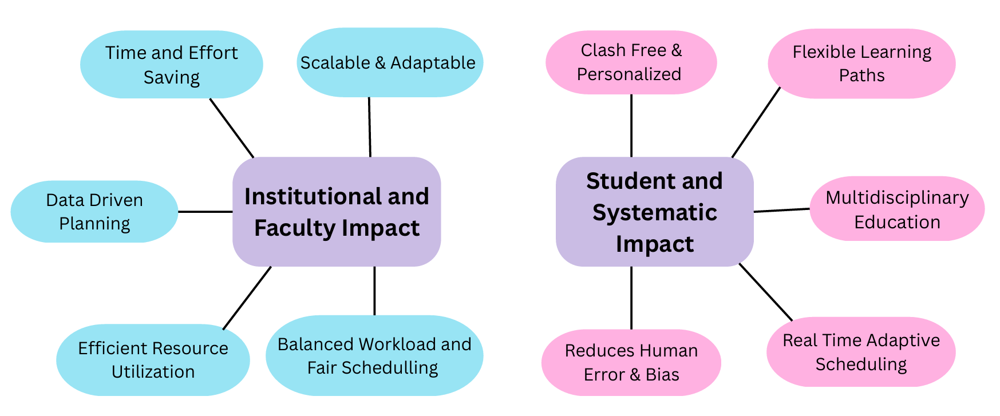 Time and Effort
Saving
Scalable & Adaptable
Data Driven
Planning
Institutional and
Faculty Impact
Efficient Resource
Utilization
Balanced Workload and
Fair Schedulling
Clash Free &
Personalized
Flexible Learning
Paths
Student and
Systematic
Impact
Multidisciplinary
Education
Reduces Human
Error & Bias
Real Time Adaptive
Scheduling